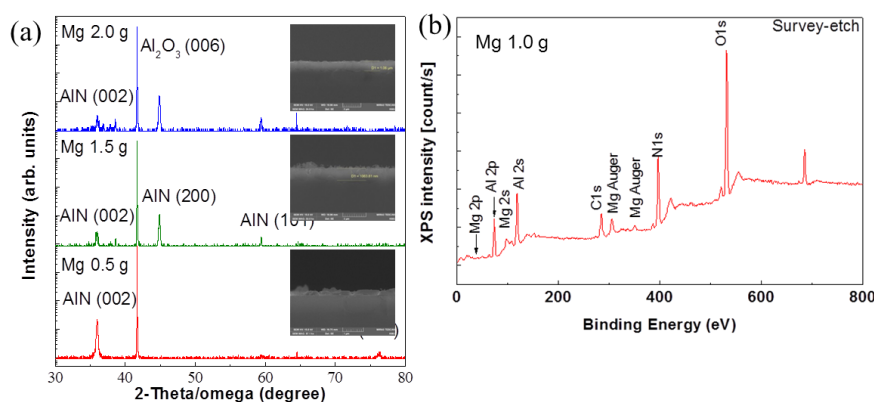 (a)
Mg 2.0 g
Al2O3 (006)
AlN (002)
Mg 1.5 g
AlN (200)
AlN (002)
AlN (1
Mg 0.5 g
AlN (002)
Intensity (arb. units)
30 40 50 60 70 80
2-Theta/omega (degree)
(b)
Mg 1.0 g
Survey-etch
O1s
N1s
Mg Auger
Mg Auger
C1s
Al 2s
Mg 2s
Al 2p
Mg 2p
XPS intensity [count/s]
0 200 400 600 800
Binding Energy (eV)